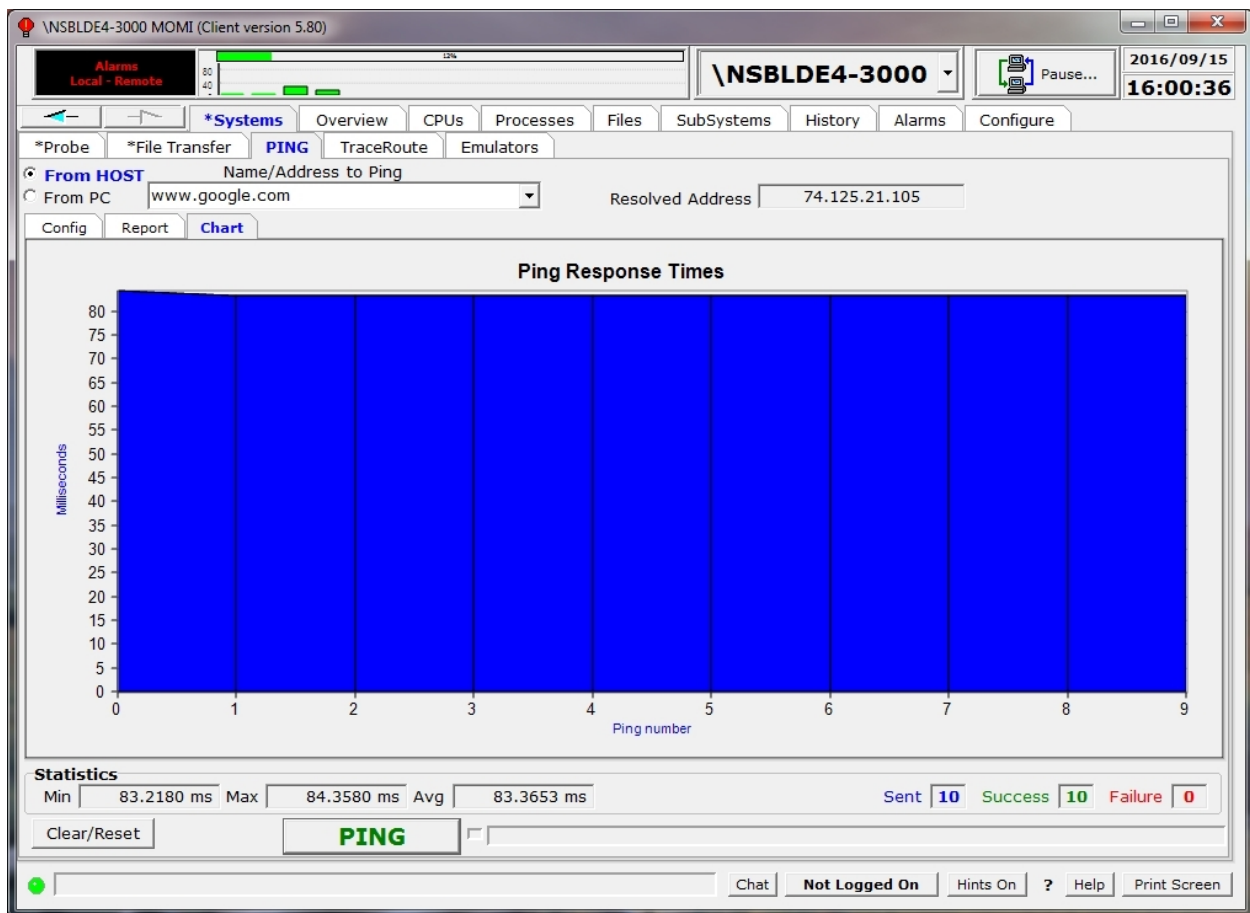 \NSBLDE4-3000 MOMI (Client version 5.80)
Alarms
Local - Remote
80
40
12%
\NSBLDE4-3000
Pause...
2016/09/15
16:00:36
*Systems Overview CPUs Processes Files SubSystems History Alarms Configure
*Probe *File Transfer PING TraceRoute Emulators
From HOST Name/Address to Ping
From PC www.google.com Resolved Address 74.125.21.105
Config Report Chart
Ping Response Times
80
75
70
65
60
55
50
45
40
35
30
25
20
15
10
5
0
Milliseconds
0 1 2 3 4 5 6 7 8 9
Ping number
Statistics
Min 83.2180 ms Max 84.3580 ms Avg 83.3653 ms Sent 10 Success 10 Failure 0
Clear/Reset PING
Chat Not Logged On Hints On ? Help Print Screen